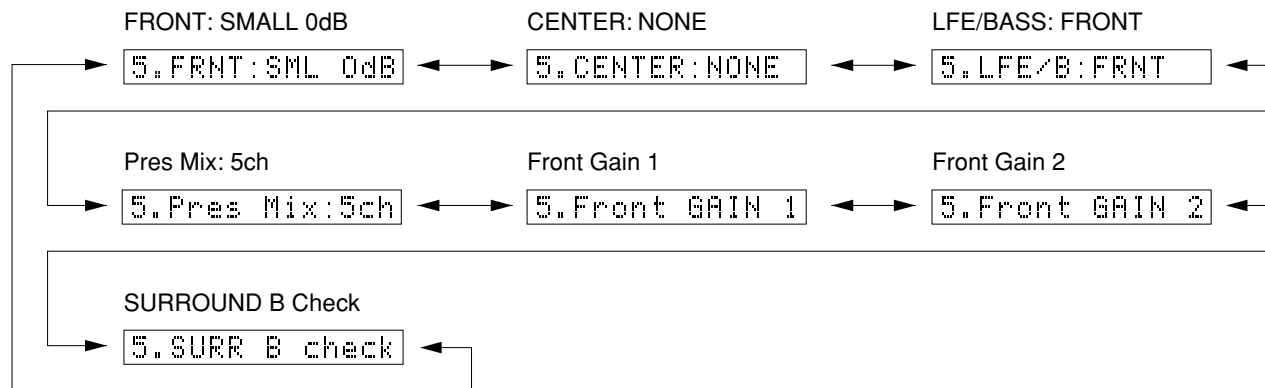 FRONT: SMALL 0dB CENTER: NONE LFE/BASS: FRONT
5.FRNT:SML 0dB 5.CENTER:NONE 5.LFE/B:FRNT
Pres Mix: 5ch Front Gain 1 Front Gain 2
5.Pres Mix:5ch 5.Front GAIN 1 5.Front GAIN 2
SURROUND B Check
5.SURR B check